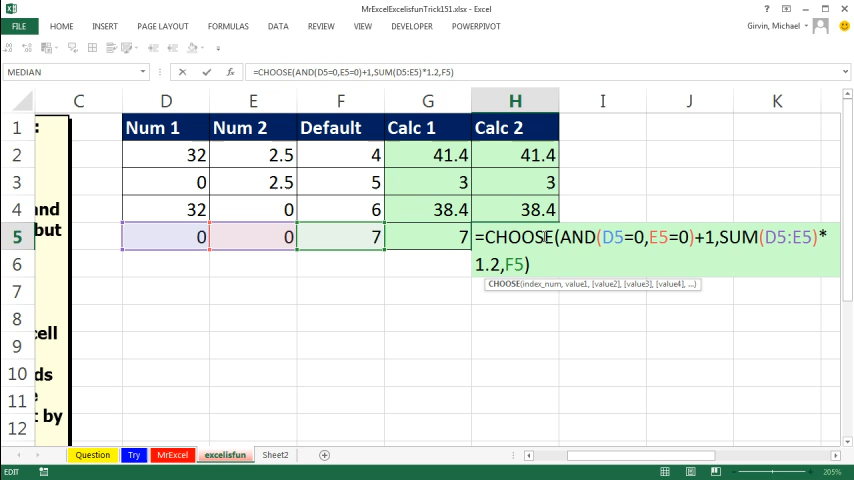 MrExcelExcelisfunTrick151.xlsx - Excel
FILE HOME INSERT PAGE LAYOUT FORMULAS DATA REVIEW VIEW DEVELOPER POWERPIVOT Girvin, Michael
MEDIAN =CHOOSE(AND(D5=0,E5=0)+1,SUM(D5:E5)*1.2,F5)
C D E F G H I J K
1 : Num 1 Num 2 Default Calc 1 Calc 2
2 32 2.5 4 41.4 41.4
3 0 2.5 5 3 3
4 and 32 0 6 38.4 38.4
5 but 0 0 7 7 =CHOOSE(AND(D5=0,E5=0)+1,SUM(D5:E5)*
6 1.2,F5)
CHOOSE(index_num, value1, [value2], [value3], [value4], ...)
7
8
cell
9
10 ds
11
t by
12
Question Try MrExcel excelisfun Sheet2
EDIT 205%